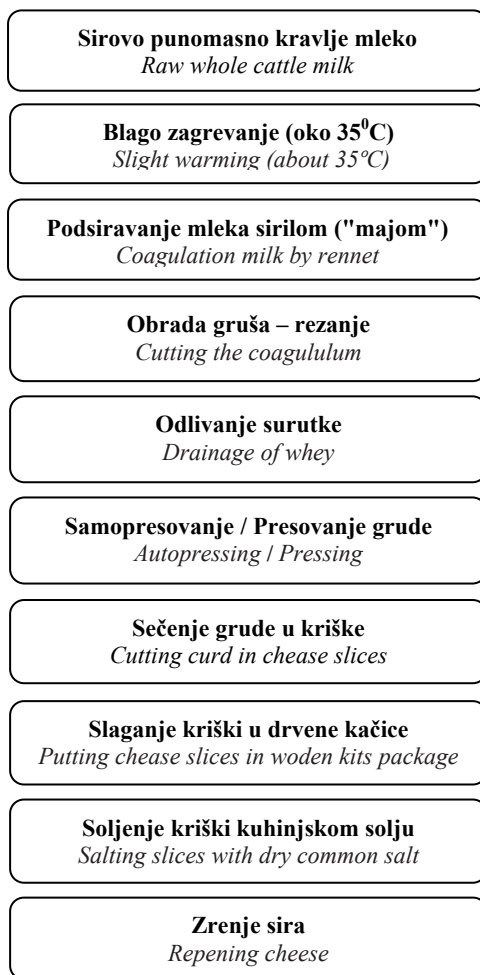 Sirovo punomasno kravlje mleko
Raw whole cattle milk
Blago zagrevanje (oko 35⁰C)
Slight warming (about 35ºC)
Podsiravanje mleka sirilom ("majom")
Coagulation milk by rennet
Obrada gruša – rezanje
Cutting the coagululum
Odlivanje surutke
Drainage of whey
Samopresovanje / Presovanje grude
Autopressing / Pressing
Sečenje grude u kriške
Cutting curd in chease slices
Slaganje kriški u drvene kačice
Putting chease slices in woden kits package
Soljenje kriški kuhinjskom solju
Salting slices with dry common salt
Zrenje sira
Repening cheese